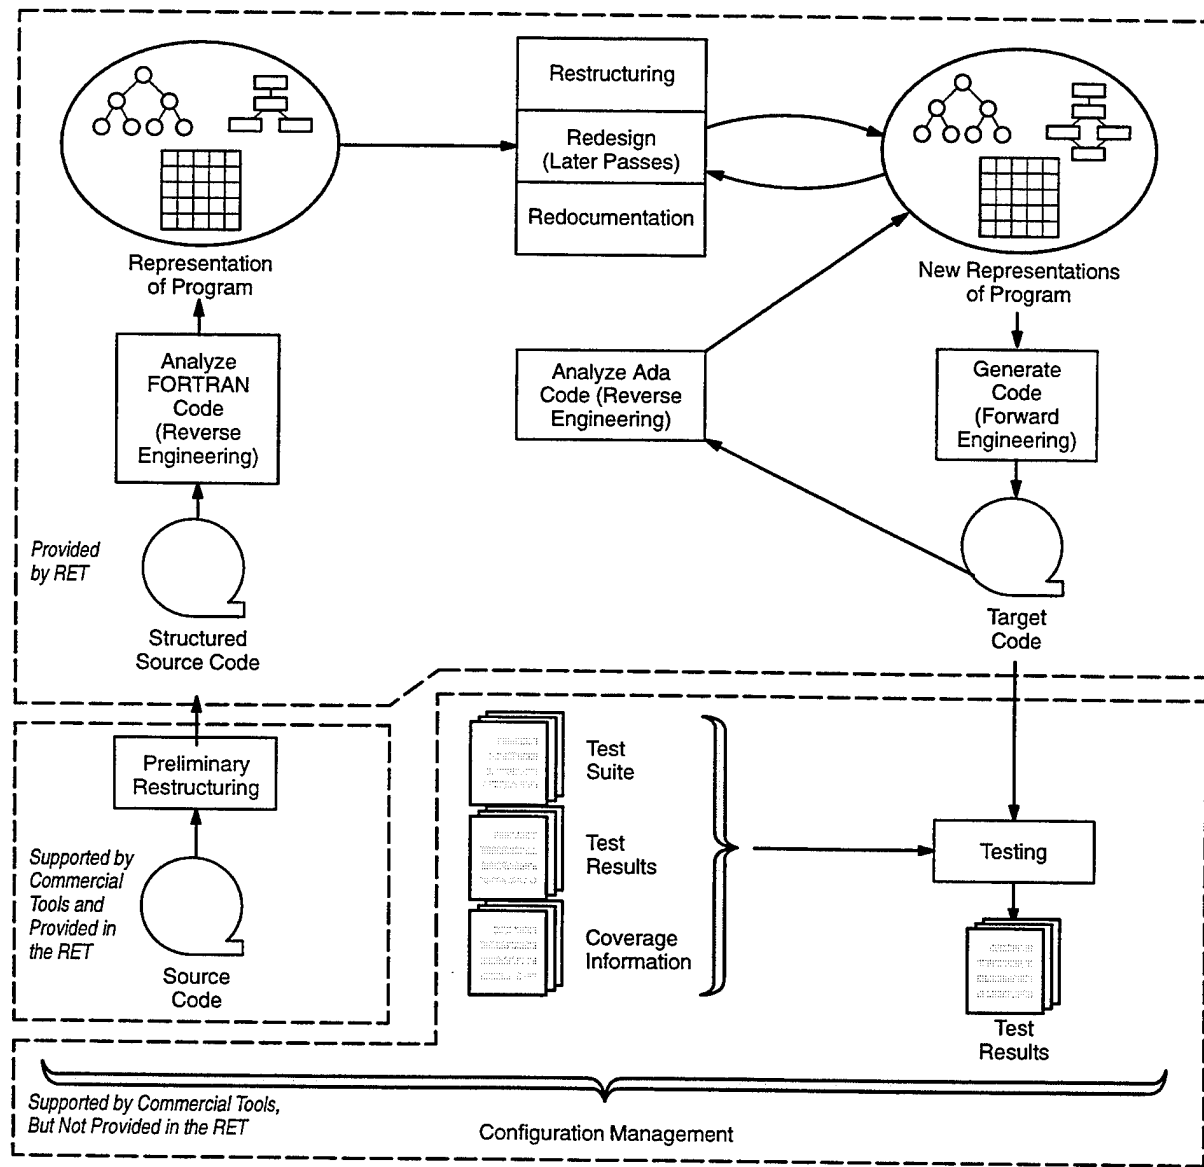 Restructuring
Redesign
(Later Passes)
Redocumentation
Representation
of Program
New Representations
of Program
Analyze
FORTRAN
Code
(Reverse
Engineering)
Analyze Ada
Code (Reverse
Engineering)
Generate
Code
(Forward
Engineering)
Provided
by RET
Structured
Source Code
Target
Code
Preliminary
Restructuring
Supported by
Commercial
Tools and
Provided in
the RET
Source
Code
Test
Suite
Test
Results
Coverage
Information
Testing
Test
Results
Supported by Commercial Tools,
But Not Provided in the RET
Configuration Management